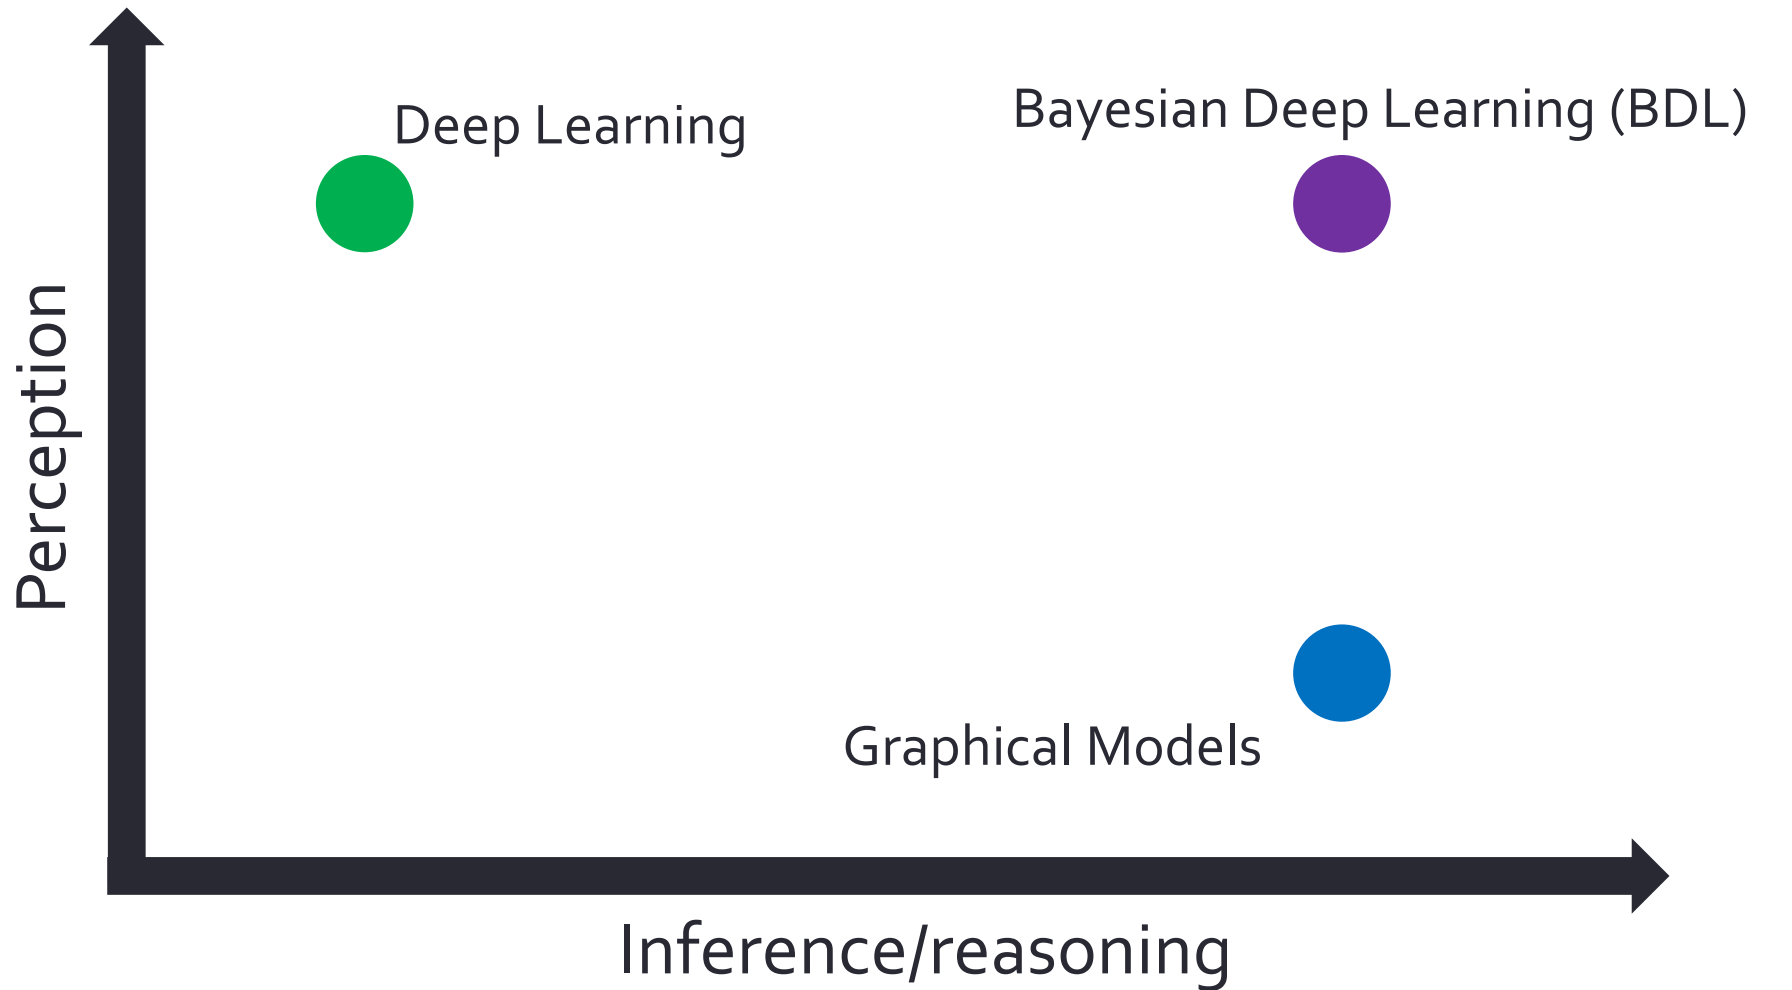 Deep Learning
Bayesian Deep Learning (BDL)
Perception
Graphical Models
Inference/reasoning